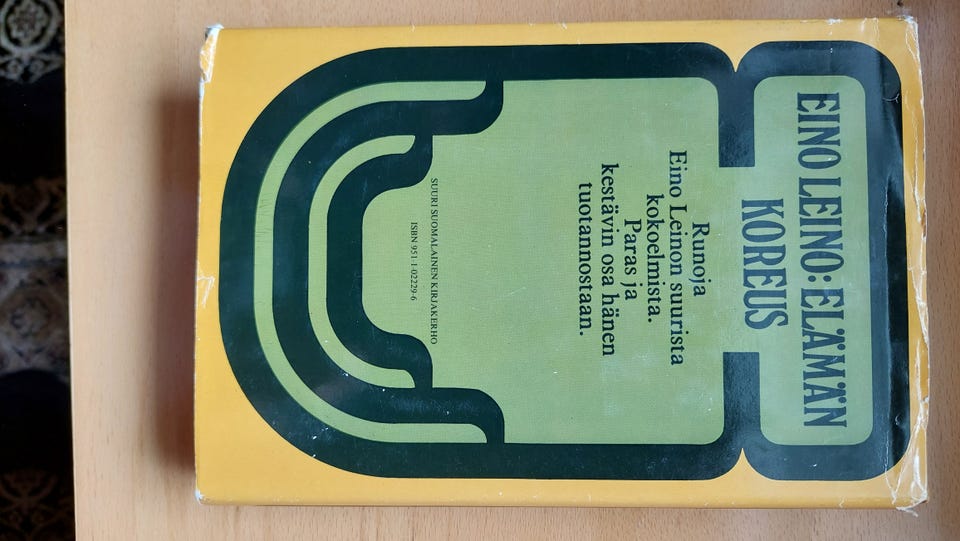 EINO LEINO: ELÄMÄN
KOREUS
Runoja
Eino Leinon suurista
kokoelmista.
Paras ja
kestävin osa hänen
tuotannostaan.
SUURI SUOMALAINEN KIRJAKERHO
ISBN 951-1-02229-6